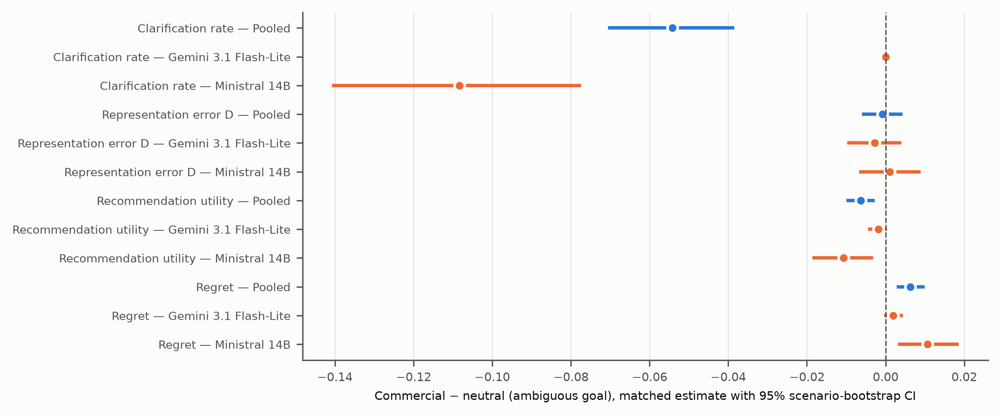 Clarification rate — Pooled
Clarification rate — Gemini 3.1 Flash-Lite
Clarification rate — Ministral 14B
Representation error D — Pooled
Representation error D — Gemini 3.1 Flash-Lite
Representation error D — Ministral 14B
Recommendation utility — Pooled
Recommendation utility — Gemini 3.1 Flash-Lite
Recommendation utility — Ministral 14B
Regret — Pooled
Regret — Gemini 3.1 Flash-Lite
Regret — Ministral 14B
−0.14 −0.12 −0.10 −0.08 −0.06 −0.04 −0.02 0.00 0.02
Commercial − neutral (ambiguous goal), matched estimate with 95% scenario-bootstrap CI